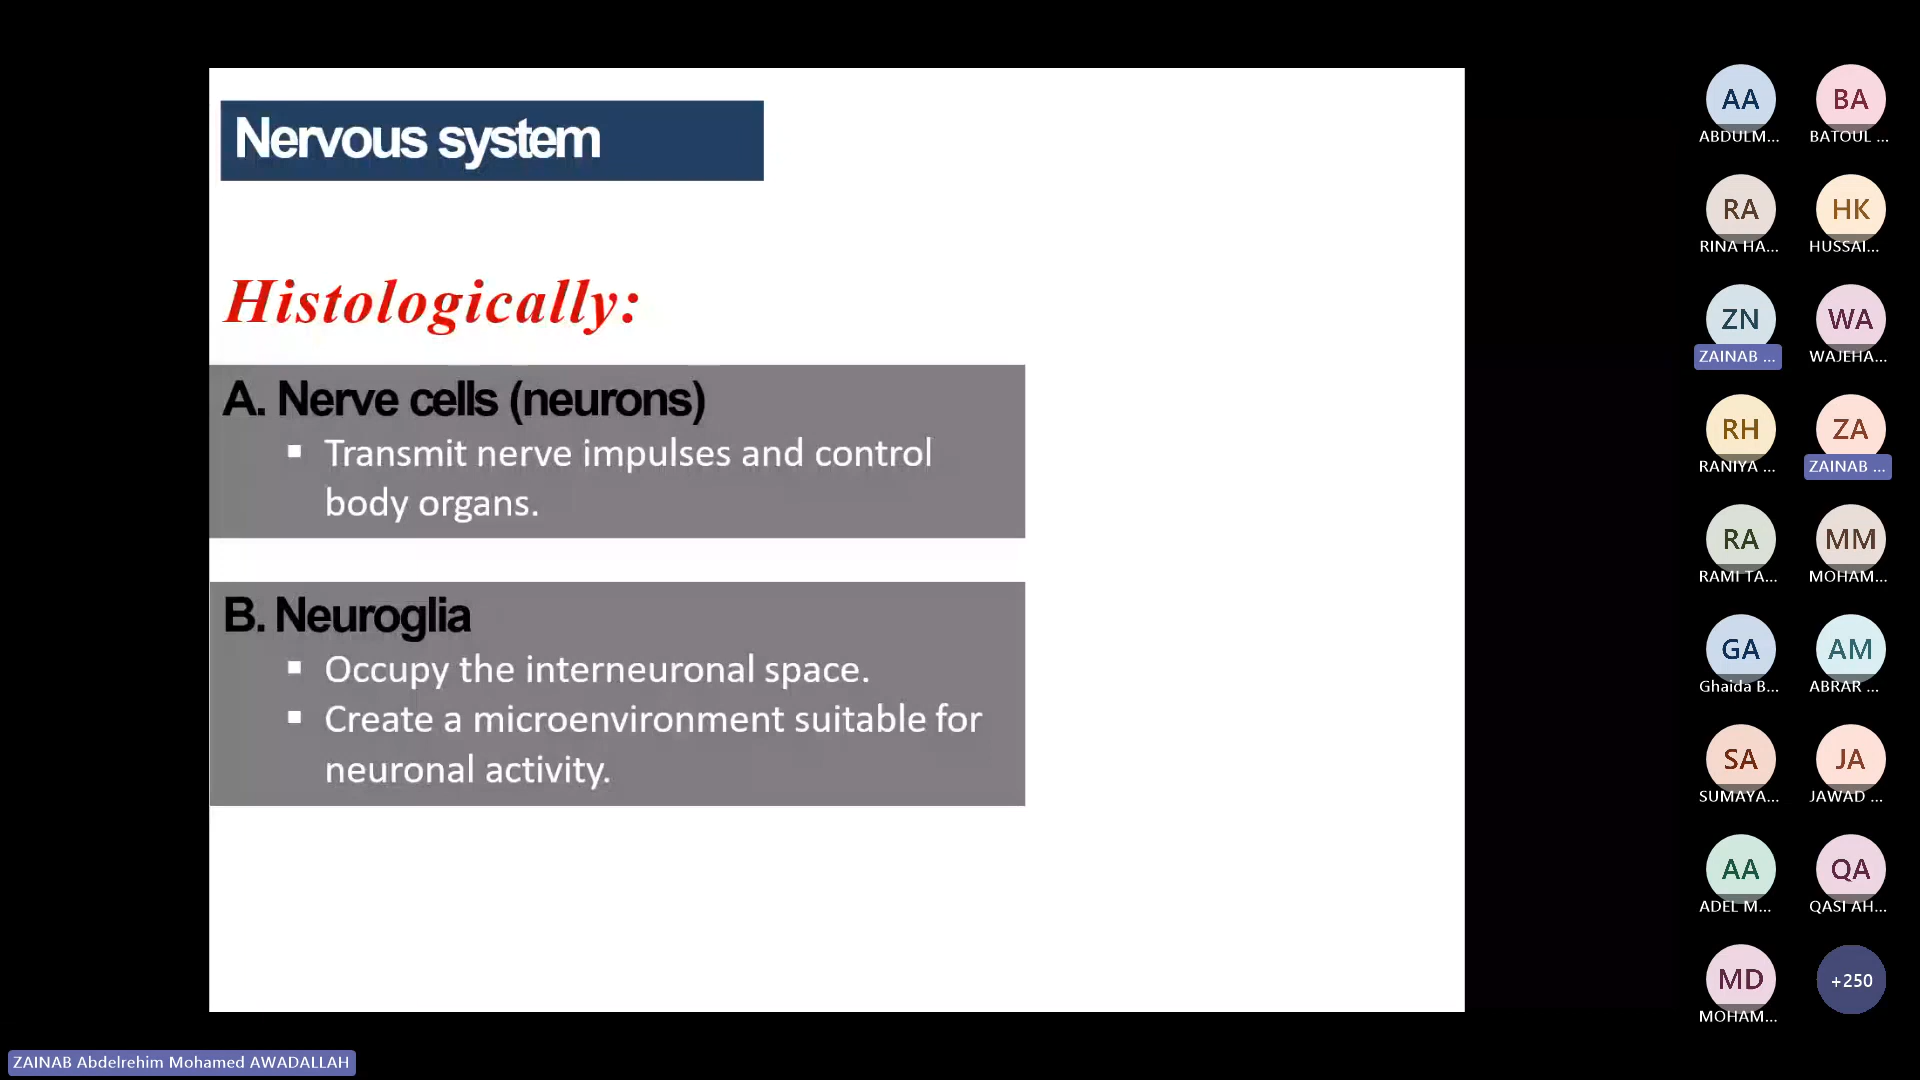 Nervous system
Histologically:
A. Nerve cells (neurons)
▪ Transmit nerve impulses and control
body organs.
B. Neuroglia
▪ Occupy the interneuronal space.
▪ Create a microenvironment suitable for
neuronal activity.
AA
ABDULM...
BA
BATOUL ...
RA
RINA HA...
HK
HUSSAI...
ZN
ZAINAB ...
WA
WAJEHA...
RH
RANIYA ...
ZA
ZAINAB ...
RA
RAMI TA...
MM
MOHAM...
GA
Ghaida B...
AM
ABRAR ...
SA
SUMAYA...
JA
JAWAD ...
AA
ADEL M...
QA
QASI AH...
MD
MOHAM...
+250
ZAINAB Abdelrehim Mohamed AWADALLAH